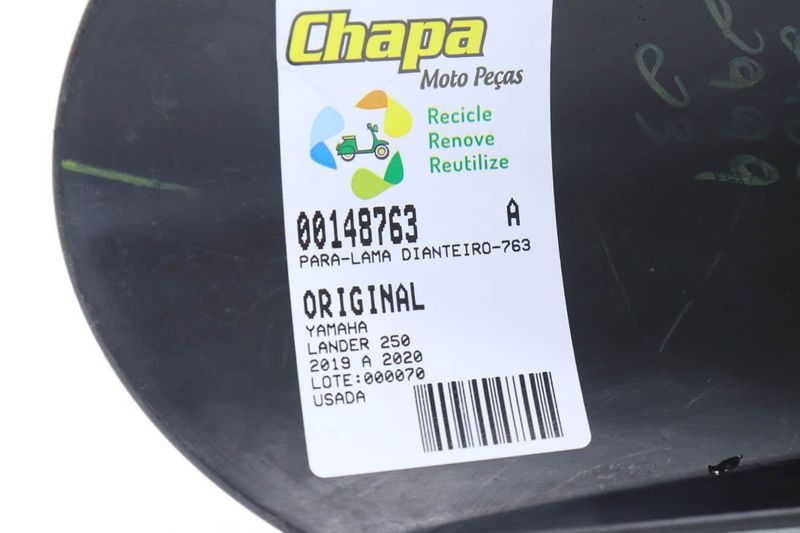 Chapa
Moto Peças
Recicle
Renove
Reutilize
00148763 A
PARA-LAMA DIANTEIRO-763
ORIGINAL
YAMAHA
LANDER 250
2019 A 2020
LOTE:000070
USADA